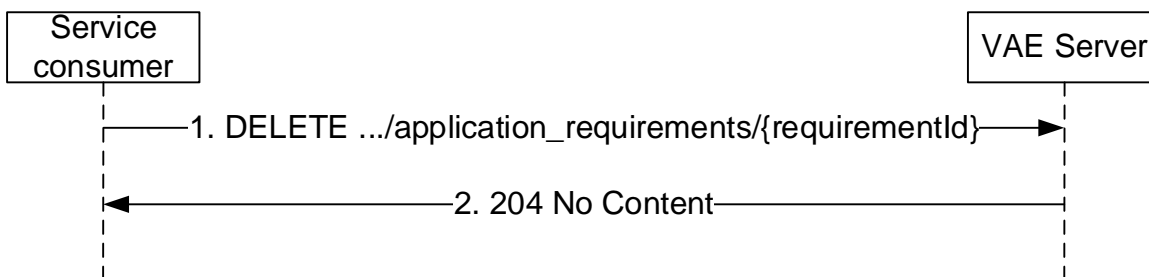 Service
consumer
VAE Server
1. DELETE .../application_requirements/{requirementId}
2. 204 No Content